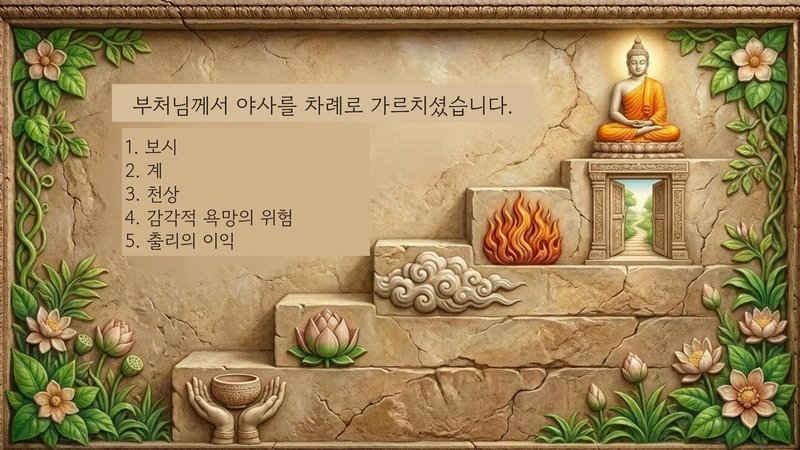 부처님께서 야사를 차례로 가르치셨습니다.
1. 보시
2. 계
3. 천상
4. 감각적 욕망의 위험
5. 출리의 이익